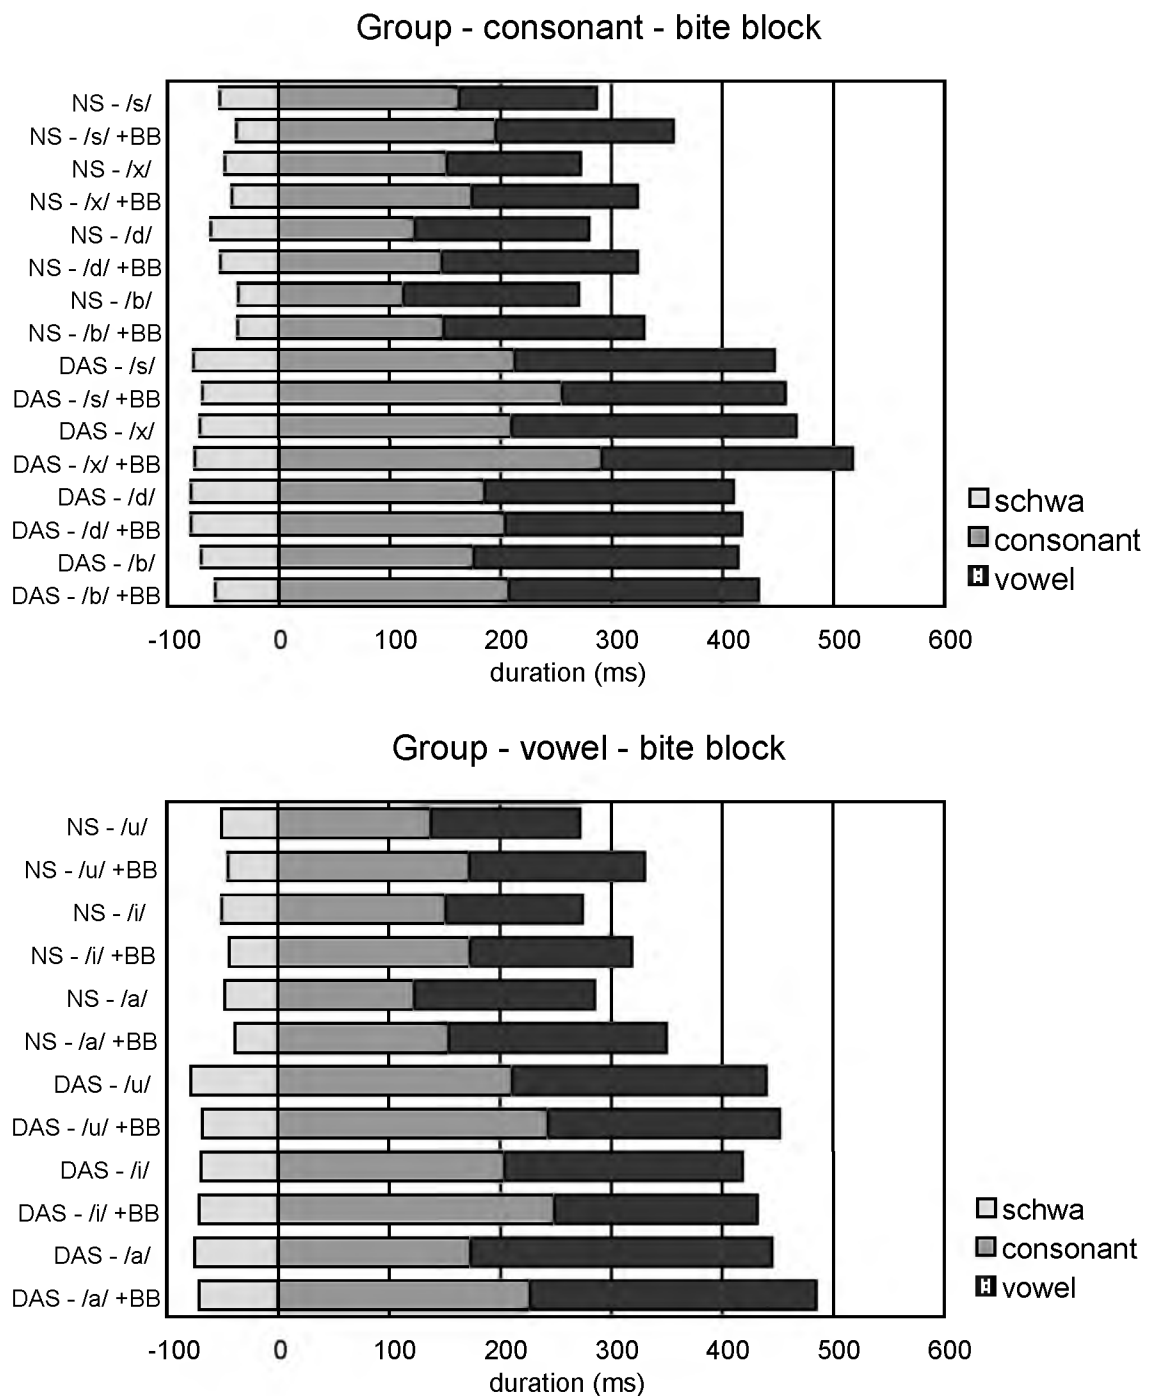 Group - consonant - bite block
NS - /s/
NS - /s/ +BB
NS - /x/
NS - /x/ +BB
NS - /d/
NS - /d/ +BB
NS - /b/
NS - /b/ +BB
DAS - /s/
DAS - /s/ +BB
DAS - /x/
DAS - /x/ +BB
DAS - /d/
DAS - /d/ +BB
DAS - /b/
DAS - /b/ +BB
schwa
consonant
vowel
-100 0 100 200 300 400 500 600
duration (ms)
Group - vowel - bite block
NS - /u/
NS - /u/ +BB
NS - /i/
NS - /i/ +BB
NS - /a/
NS - /a/ +BB
DAS - /u/
DAS - /u/ +BB
DAS - /i/
DAS - /i/ +BB
DAS - /a/
DAS - /a/ +BB
schwa
consonant
vowel
-100 0 100 200 300 400 500 600
duration (ms)